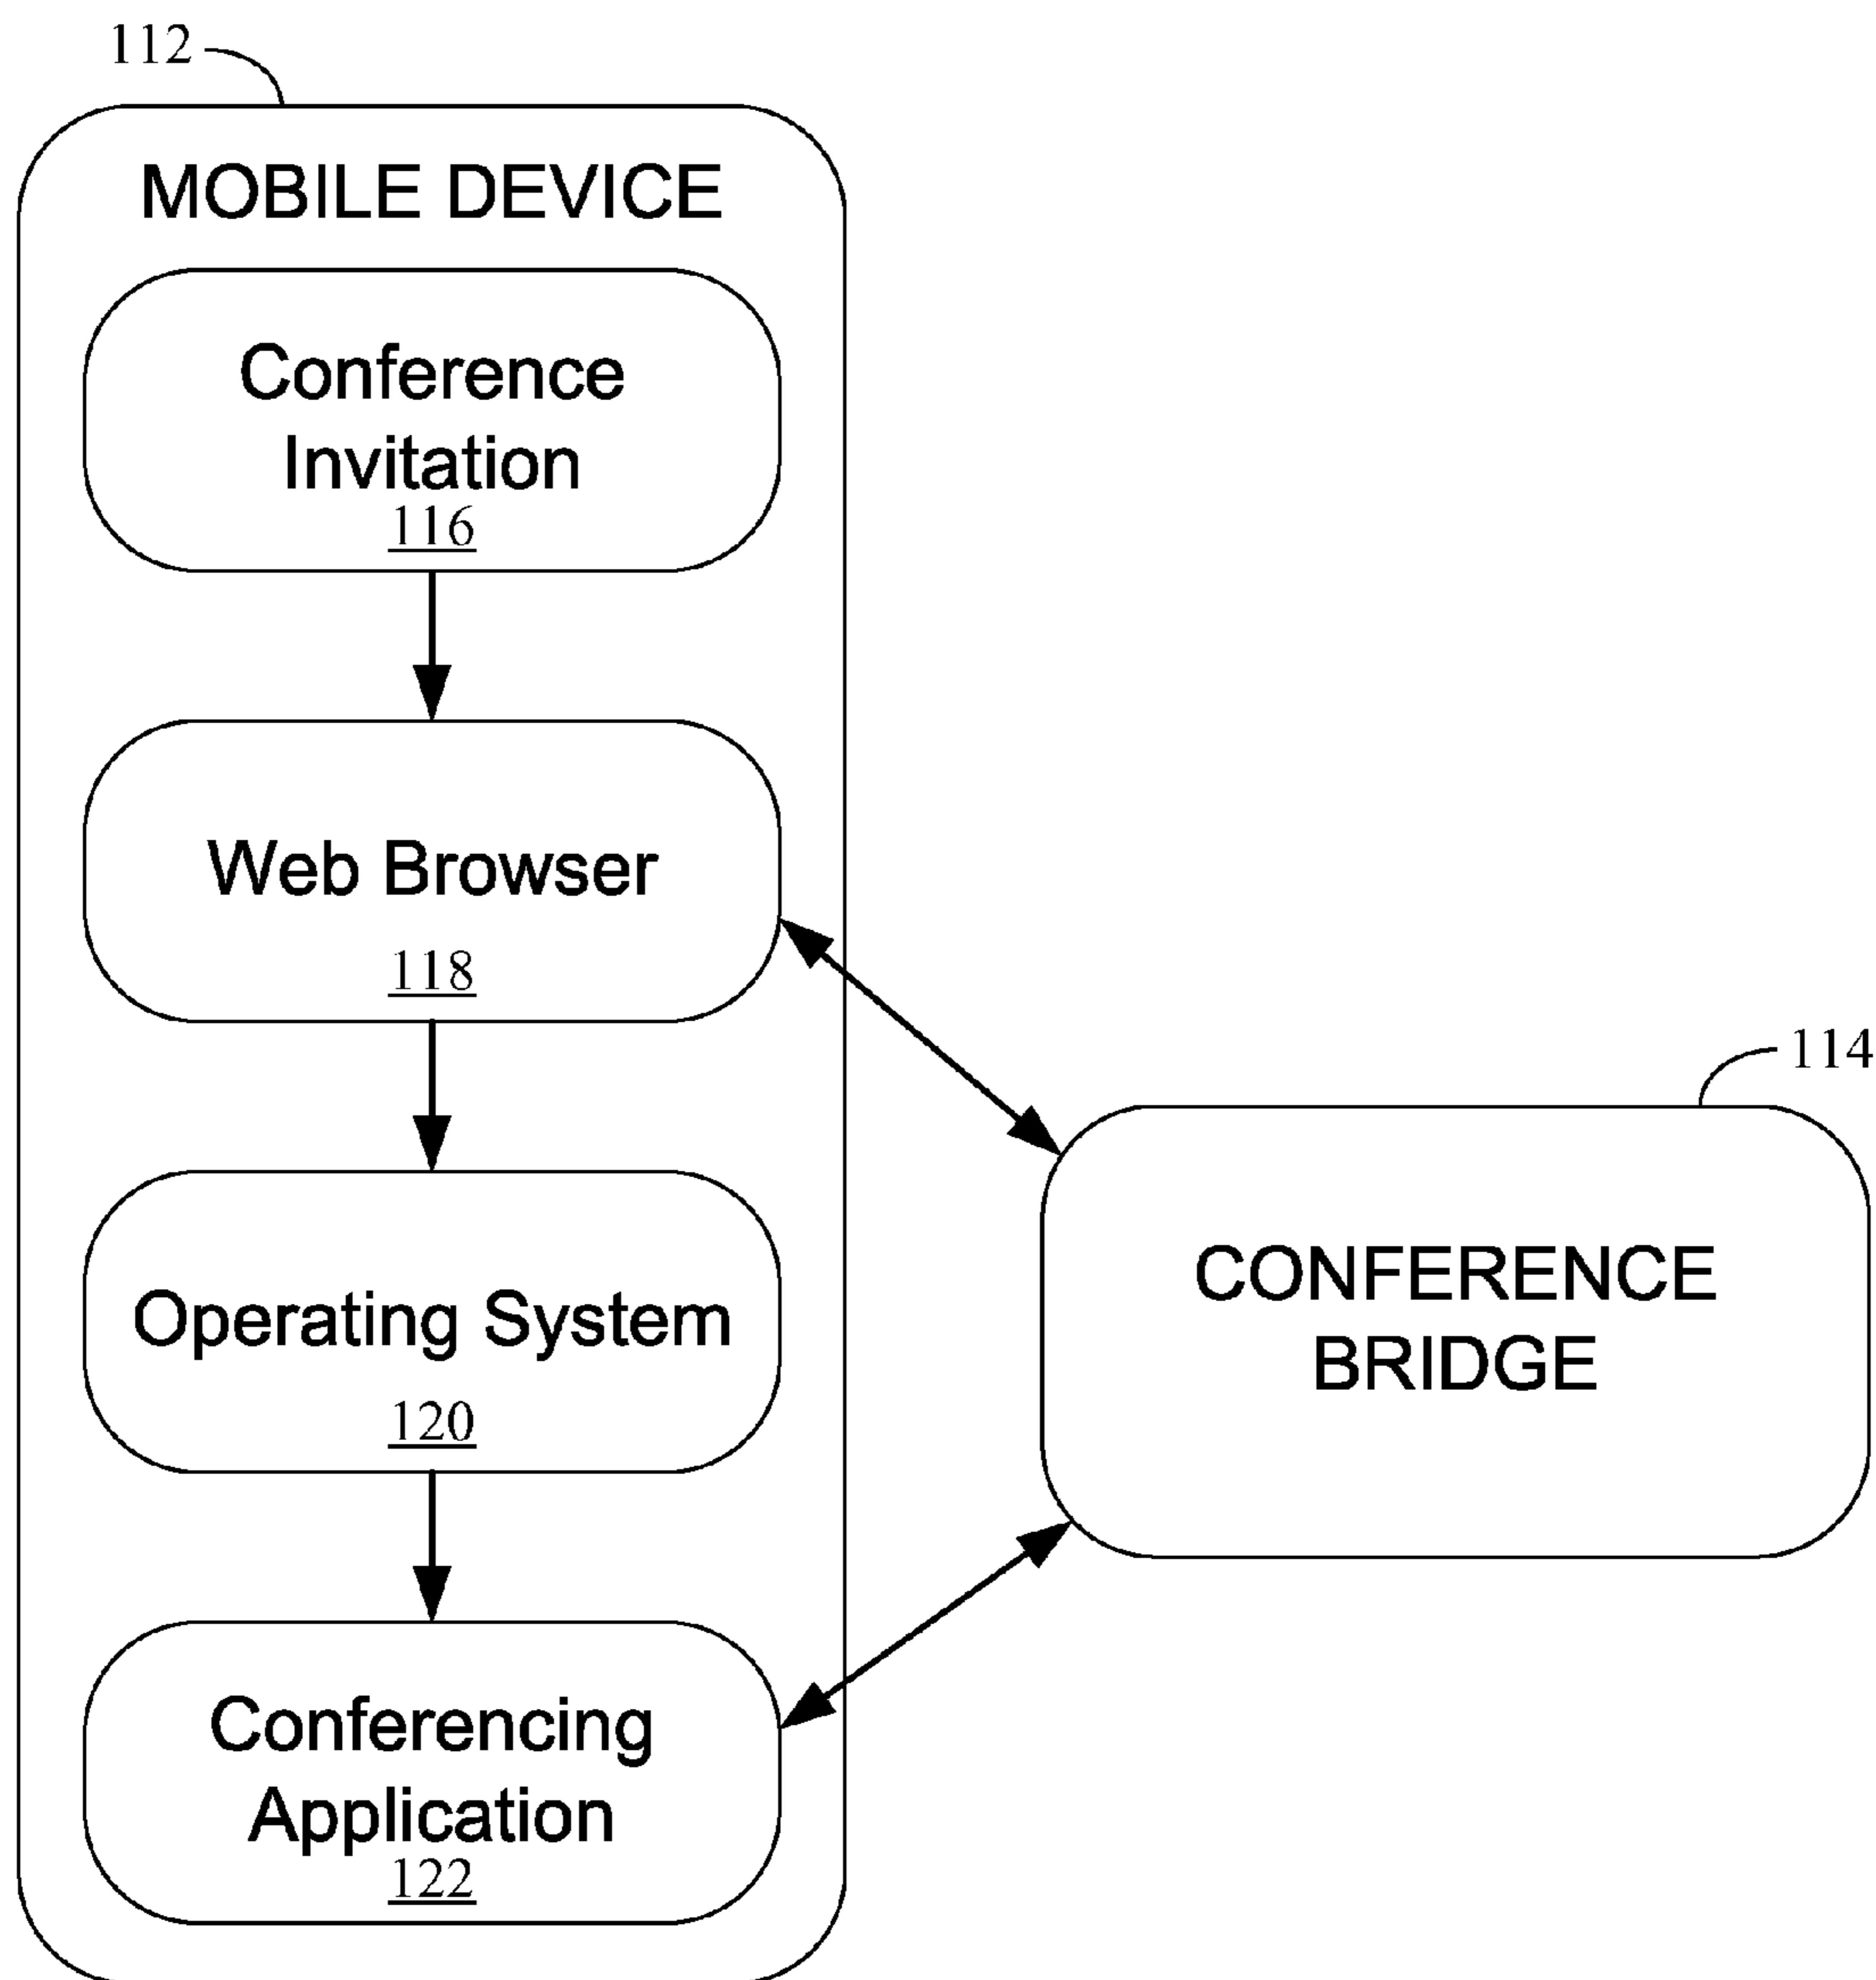 112
MOBILE DEVICE
Conference
Invitation
116
Web Browser
118
114
Operating System
120
CONFERENCE
BRIDGE
Conferencing
Application
122